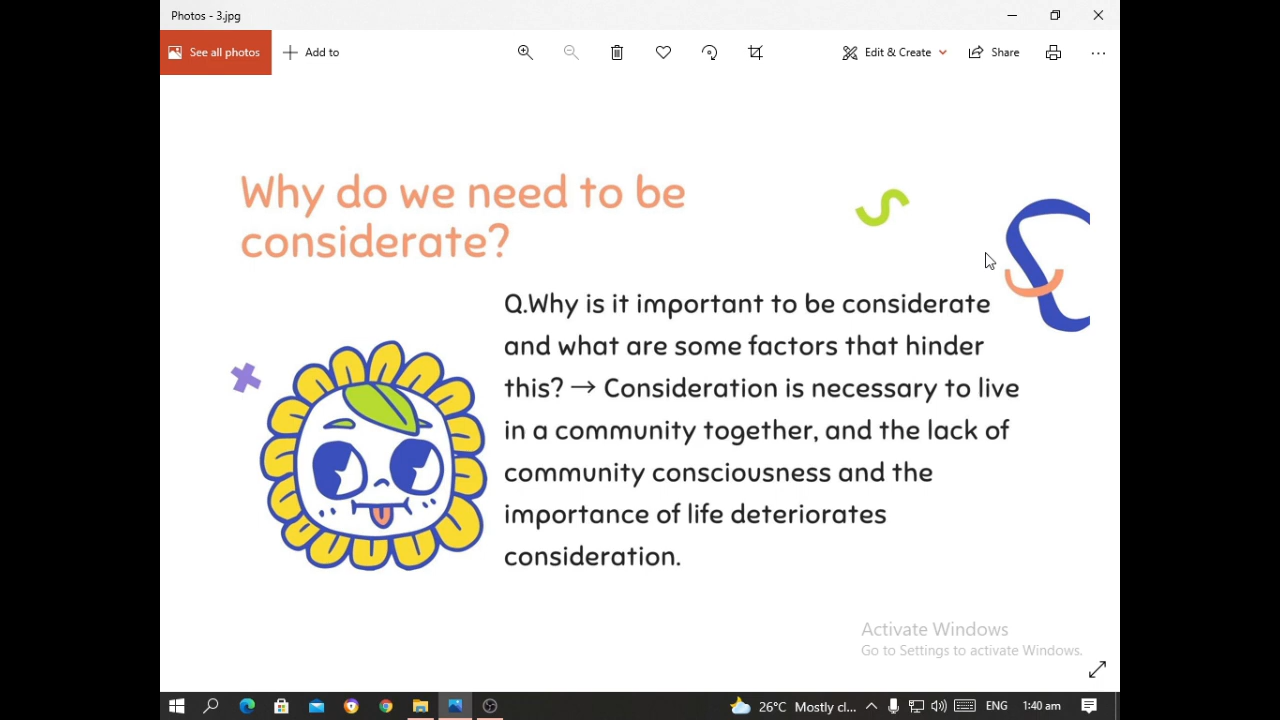 Photos - 3.jpg
See all photos
Add to
Edit & Create
Share
Why do we need to be
considerate?
Q.Why is it important to be considerate
and what are some factors that hinder
this? → Consideration is necessary to live
in a community together, and the lack of
community consciousness and the
importance of life deteriorates
consideration.
Activate Windows
Go to Settings to activate Windows.
26°C Mostly cl...
ENG
1:40 am